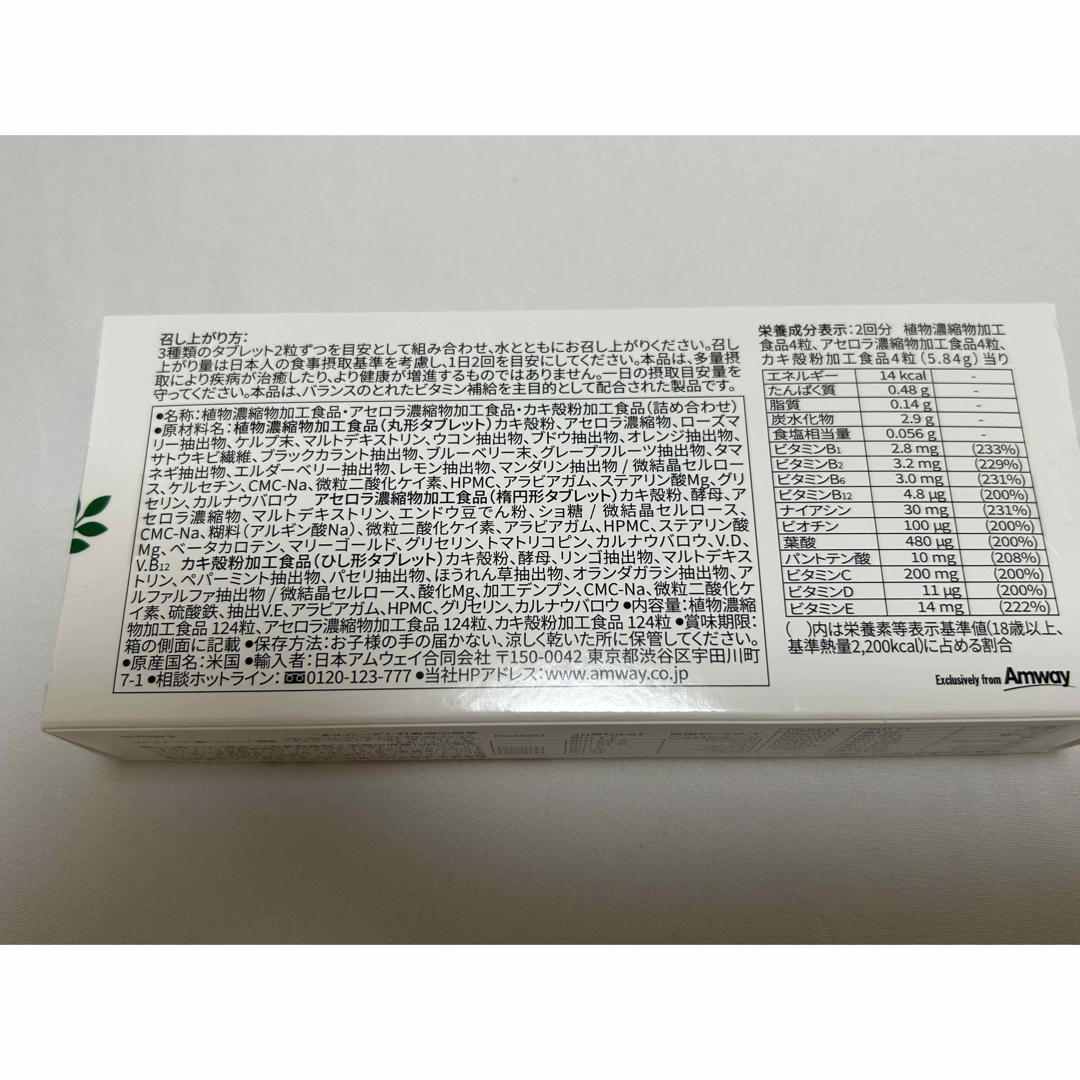 召し上がり方：
3種類のタブレット2粒ずつを目安として組み合わせ、水とともにお召し上がりください。召し
上がり量は日本人の食事摂取基準を考慮し、1日2回を目安にしてください。本品は、多量摂
取により疾病が治癒したり、より健康が増進するものではありません。一日の摂取目安量を
守ってください。本品は、バランスのとれたビタミン補給を主目的として配合された製品です。
●名称：植物濃縮物加工食品・アセロラ濃縮物加工食品・カキ殻粉加工食品（詰め合わせ）
●原材料名：植物濃縮物加工食品（丸形タブレット）カキ殻粉、アセロラ濃縮物、ローズマ
リー抽出物、ケルプ末、マルトデキストリン、ウコン抽出物、ブドウ抽出物、オレンジ抽出物、
サトウキビ繊維、ブラックカラント抽出物、ブルーベリー末、グレープフルーツ抽出物、タマ
ネギ抽出物、エルダーベリー抽出物、レモン抽出物、マンダリン抽出物 / 微結晶セルロー
ス、ケルセチン、CMC-Na、微粒二酸化ケイ素、HPMC、アラビアガム、ステアリン酸Mg、グリ
セリン、カルナウバロウ アセロラ濃縮物加工食品（楕円形タブレット）カキ殻粉、酵母、ア
セロラ濃縮物、マルトデキストリン、エンドウ豆でん粉、ショ糖 / 微結晶セルロース、
CMC-Na、糊料（アルギン酸Na）、微粒二酸化ケイ素、アラビアガム、HPMC、ステアリン酸
Mg、ベータカロテン、マリーゴールド、グリセリン、トマトリコピン、カルナウバロウ、V.D、
V.B12 カキ殻粉加工食品（ひし形タブレット）カキ殻粉、酵母、リンゴ抽出物、マルトデキス
トリン、ペパーミント抽出物、パセリ抽出物、ほうれん草抽出物、オランダガラシ抽出物、ア
ルファルファ抽出物 / 微結晶セルロース、酸化Mg、加工デンプン、CMC-Na、微粒二酸化ケ
イ素、硫酸鉄、抽出V.E、アラビアガム、HPMC、グリセリン、カルナウバロウ ●内容量：植物濃縮
物加工食品 124粒、アセロラ濃縮物加工食品 124粒、カキ殻粉加工食品 124粒 ●賞味期限：
箱の側面に記載 ●保存方法：お子様の手の届かない、涼しく乾いた所に保管してください。
●原産国名：米国 ●輸入者：日本アムウェイ合同会社 〒150-0042 東京都渋谷区宇田川町
7-1 ●相談ホットライン：0120-123-777 ●当社HPアドレス：www.amway.co.jp
栄養成分表示：2回分 植物濃縮物加工
食品4粒、アセロラ濃縮物加工食品4粒、
カキ殻粉加工食品4粒（5.84g）当り
エネルギー 14 kcal -
たんぱく質 0.48 g -
脂質 0.14 g -
炭水化物 2.9 g -
食塩相当量 0.056 g -
ビタミンB1 2.8 mg (233%)
ビタミンB2 3.2 mg (229%)
ビタミンB6 3.0 mg (231%)
ビタミンB12 4.8 μg (200%)
ナイアシン 30 mg (231%)
ビオチン 100 μg (200%)
葉酸 480 μg (200%)
パントテン酸 10 mg (208%)
ビタミンC 200 mg (200%)
ビタミンD 11 μg (200%)
ビタミンE 14 mg (222%)
（ ）内は栄養素等表示基準値(18歳以上、
基準熱量2,200kcal)に占める割合
Exclusively from Amway